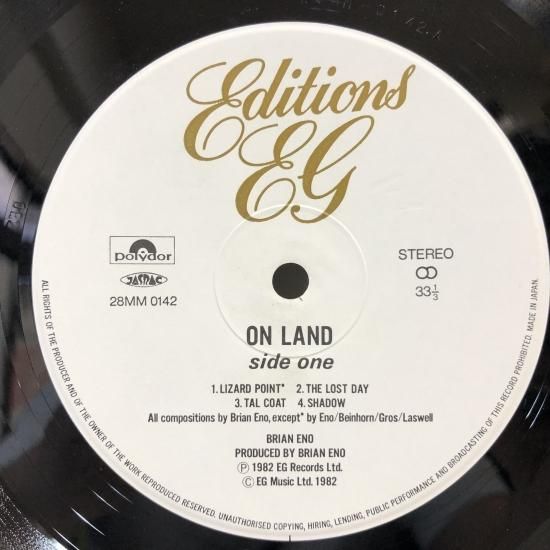 Editions
EG
polydor
JASRAC
28MM 0142
STEREO
33⅓
ON LAND
side one
1. LIZARD POINT* 2. THE LOST DAY
3. TAL COAT 4. SHADOW
All compositions by Brian Eno, except* by Eno/Beinhorn/Gros/Laswell
BRIAN ENO
PRODUCED BY BRIAN ENO
Ⓟ 1982 EG Records Ltd.
Ⓒ EG Music Ltd. 1982
ALL RIGHTS OF THE PRODUCER AND OF THE OWNER OF THE WORK REPRODUCED RESERVED. UNAUTHORISED COPYING, HIRING, LENDING, PUBLIC PERFORMANCE AND BROADCASTING OF THIS RECORD PROHIBITED. MADE IN JAPAN.